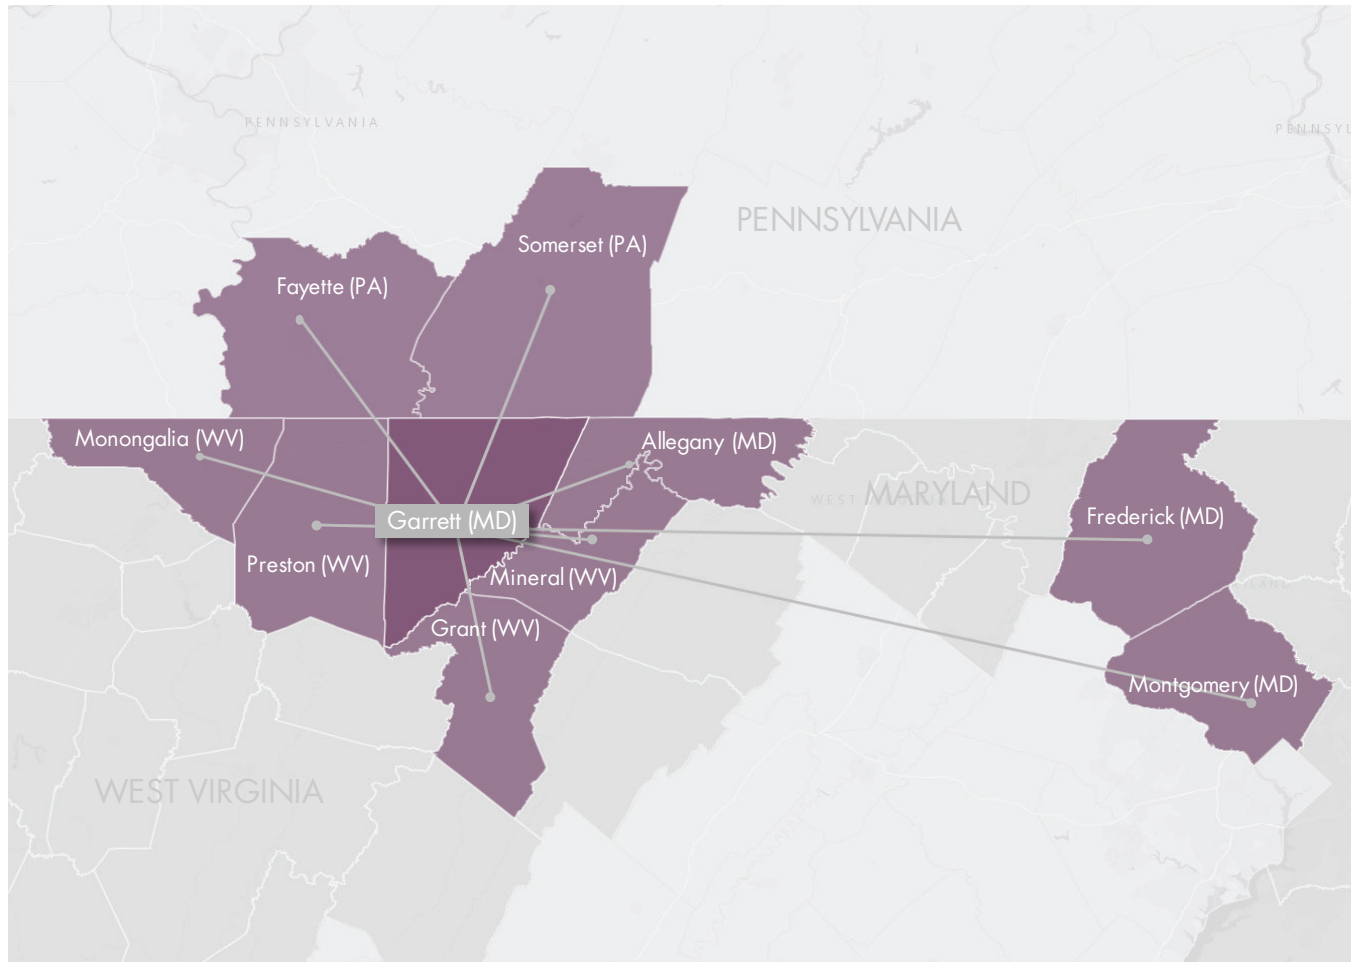 PENNSYLVANIA
PENNSYL
PENNSYLVANIA
Somerset (PA)
Fayette (PA)
Monongalia (WV)
Allegany (MD)
WEST
MARYLAND
Garrett (MD)
Frederick (MD)
Preston (WV)
Mineral (WV)
Grant (WV)
Montgomery (MD)
WEST VIRGINIA